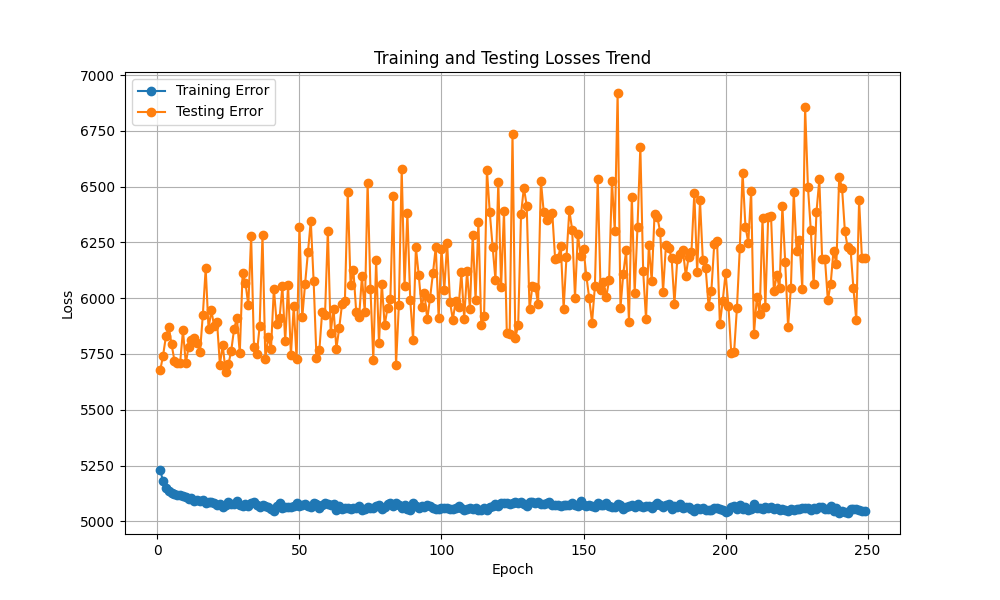 Training and Testing Losses Trend
Training Error
Testing Error
7000
6750
6500
6250
6000
5750
5500
5250
5000
Loss
0 50 100 150 200 250
Epoch